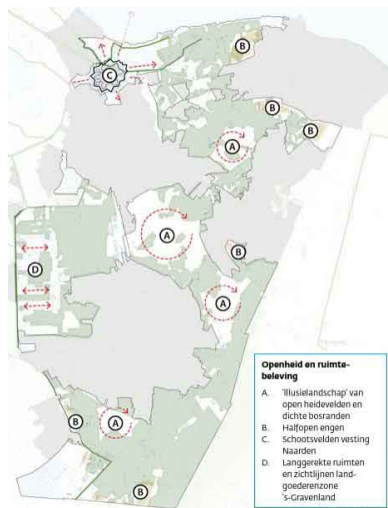 C
B
B
B
A
A
D
B
A
B
A
B
Openheid en ruimte-
beleving
A. 'Illusielandschap' van
open heidevelden en
dichte bosranden
B. Halfopen engen
C. Schootsvelden vesting
Naarden
D. Langgerekte ruimten
en zichtlijnen land-
goederenzone
's-Graveland